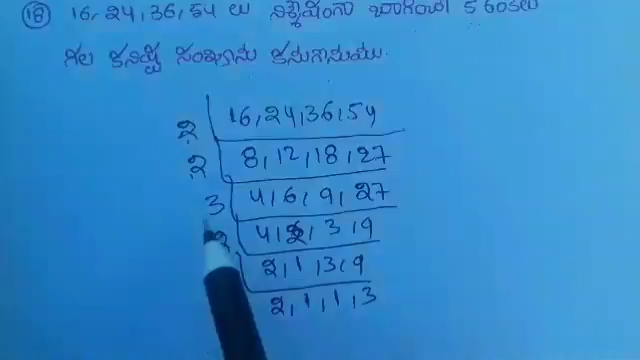 18 16, 24, 36, 54 లు నిశ్శేషంగా భాగించు 5 అంకెలు
గల కనిష్ఠ సంఖ్యను కనుగొనుము.
2 16, 24, 36, 54
2 8, 12, 18, 27
3 4, 6, 9, 27
2 4, 2, 3, 9
2, 1, 3, 9
2, 1, 1, 3